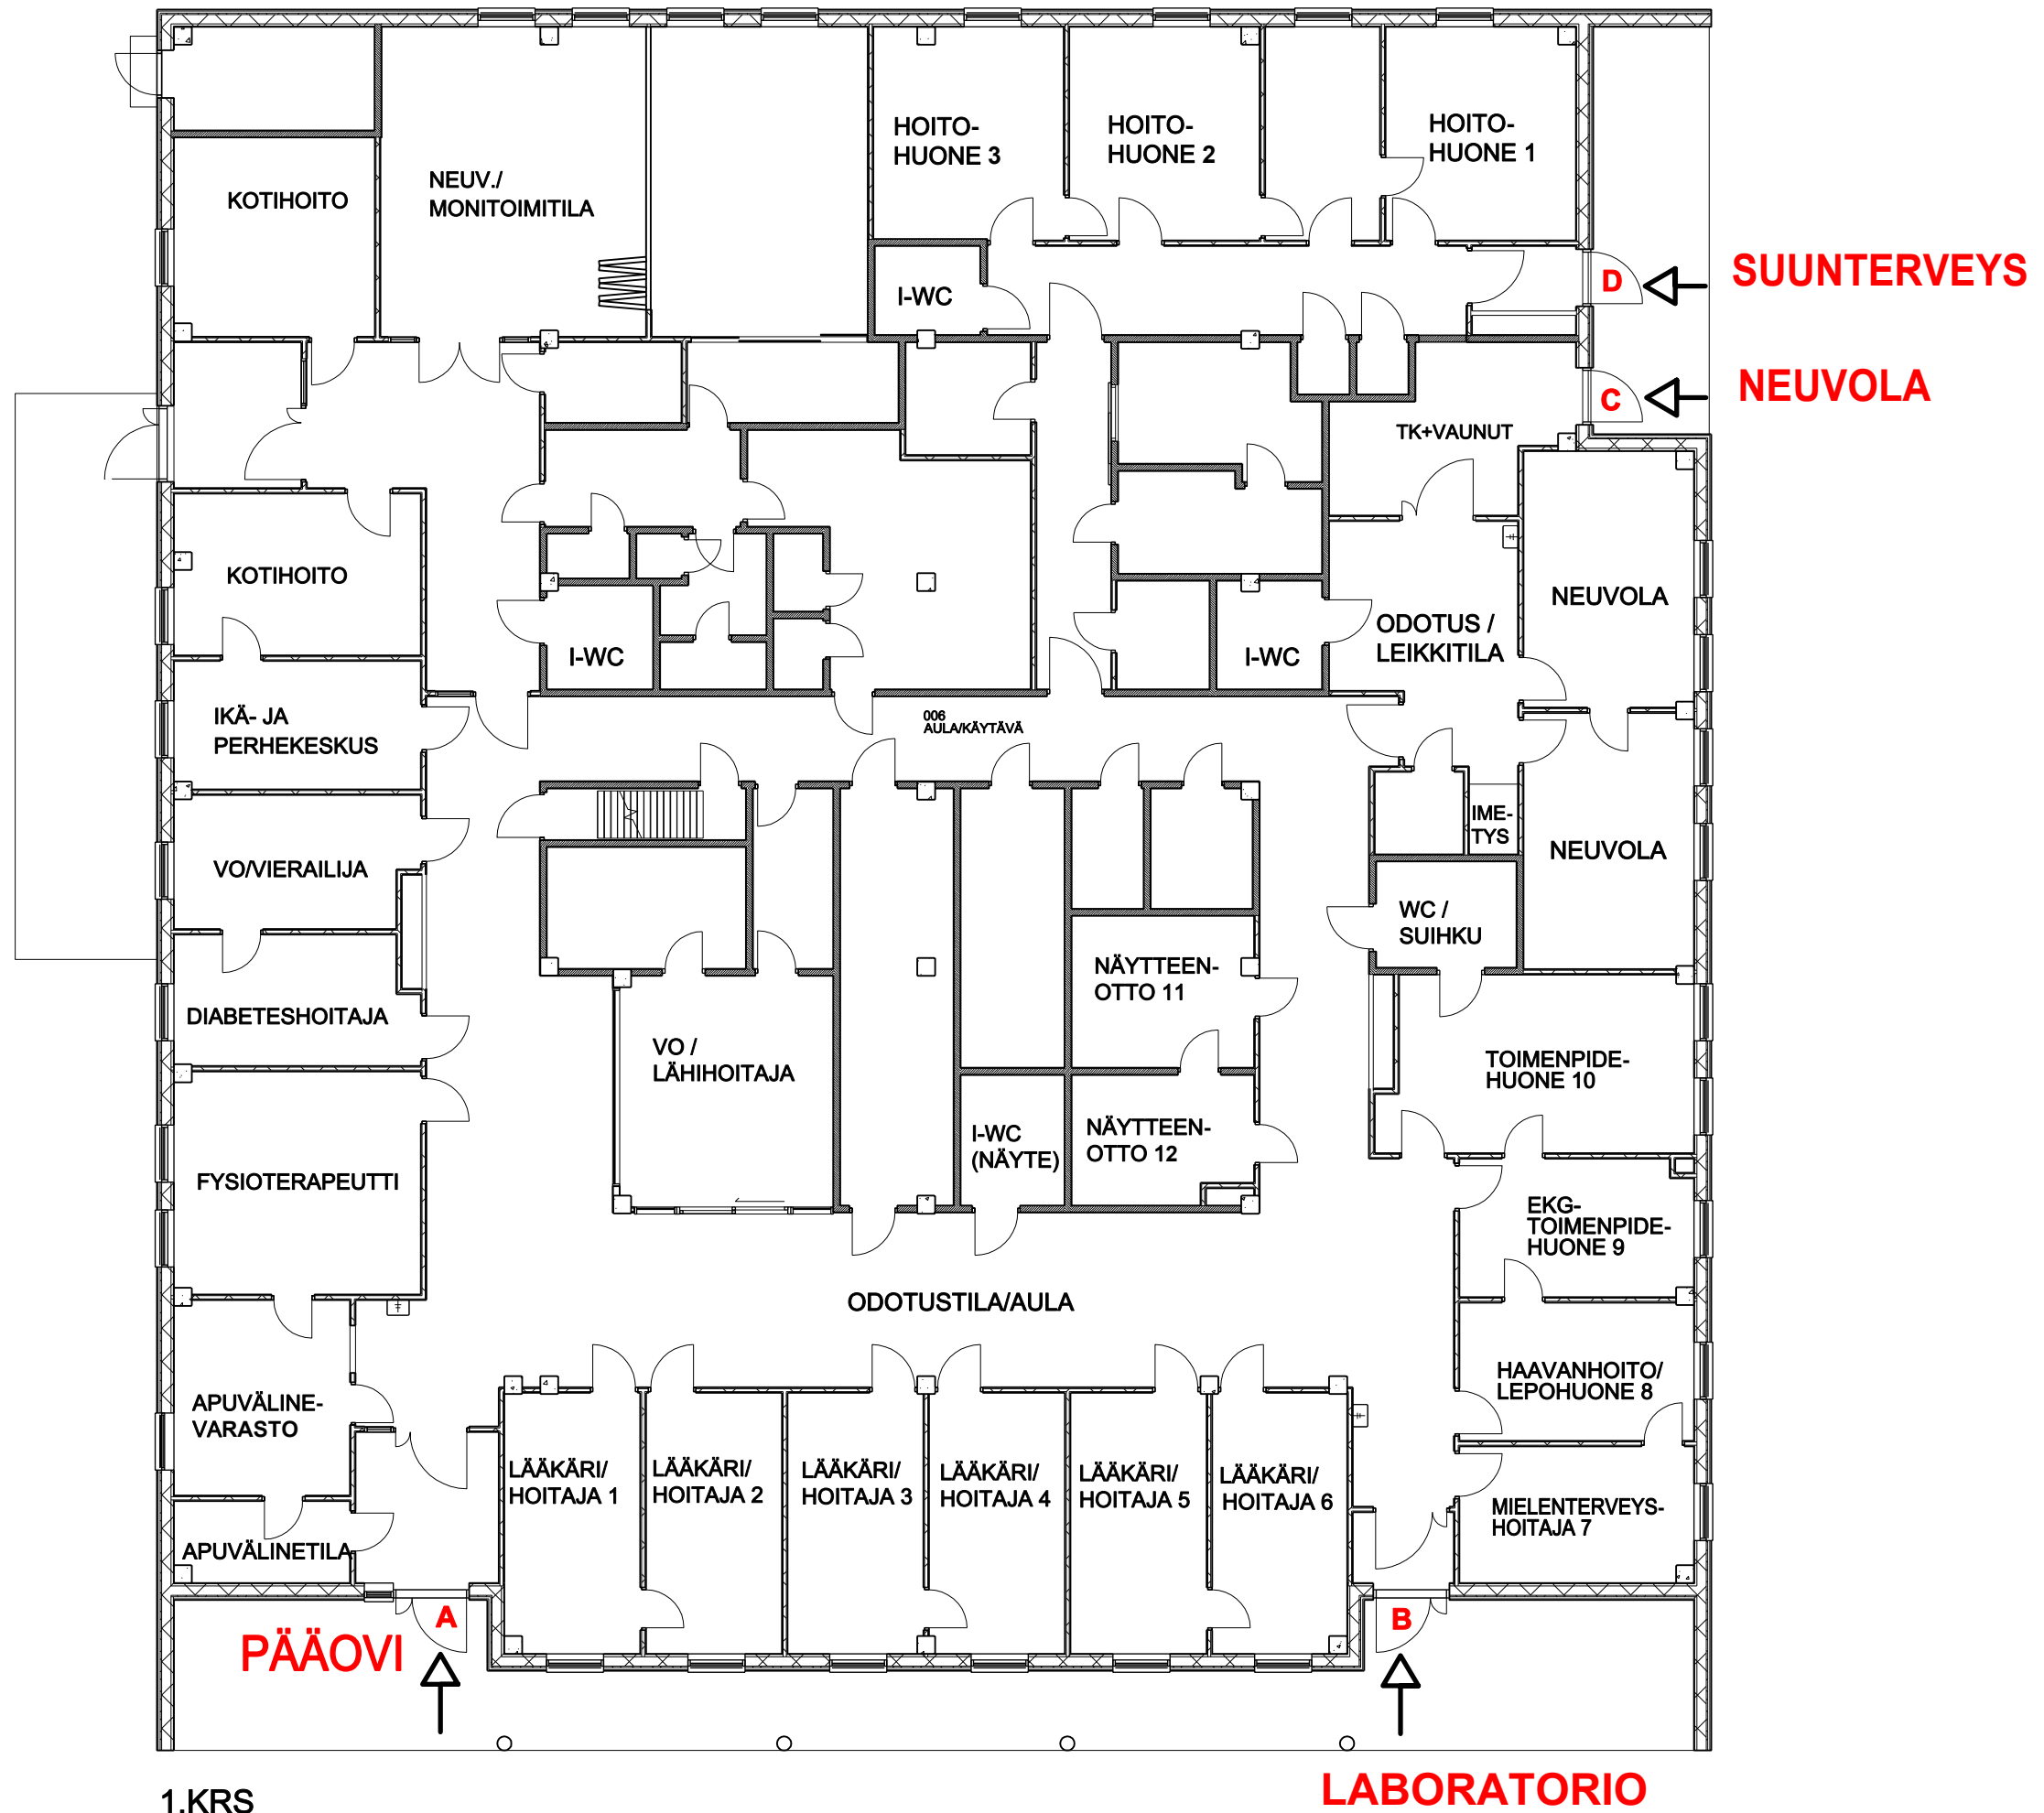 HOITO-
HUONE 3
HOITO-
HUONE 2
HOITO-
HUONE 1
KOTIHOITO
NEUV./
MONITOIMITILA
I-WC
D
SUUNTERVEYS
C
NEUVOLA
TK+VAUNUT
KOTIHOITO
I-WC
I-WC
ODOTUS /
LEIKKITILA
NEUVOLA
IKÄ- JA
PERHEKESKUS
006
AULA/KÄYTÄVÄ
VO/VIERAILIJA
IME-
TYS
NEUVOLA
WC /
SUIHKU
DIABETESHOITAJA
NÄYTTEEN-
OTTO 11
VO /
LÄHIHOITAJA
TOIMENPIDE-
HUONE 10
I-WC
(NÄYTE)
NÄYTTEEN-
OTTO 12
FYSIOTERAPEUTTI
EKG-
TOIMENPIDE-
HUONE 9
ODOTUSTILA/AULA
APUVÄLINE-
VARASTO
HAAVANHOITO/
LEPOHUONE 8
LÄÄKÄRI/
HOITAJA 1
LÄÄKÄRI/
HOITAJA 2
LÄÄKÄRI/
HOITAJA 3
LÄÄKÄRI/
HOITAJA 4
LÄÄKÄRI/
HOITAJA 5
LÄÄKÄRI/
HOITAJA 6
MIELENTERVEYS-
HOITAJA 7
APUVÄLINETILA
A
PÄÄOVI
B
LABORATORIO
1.KRS